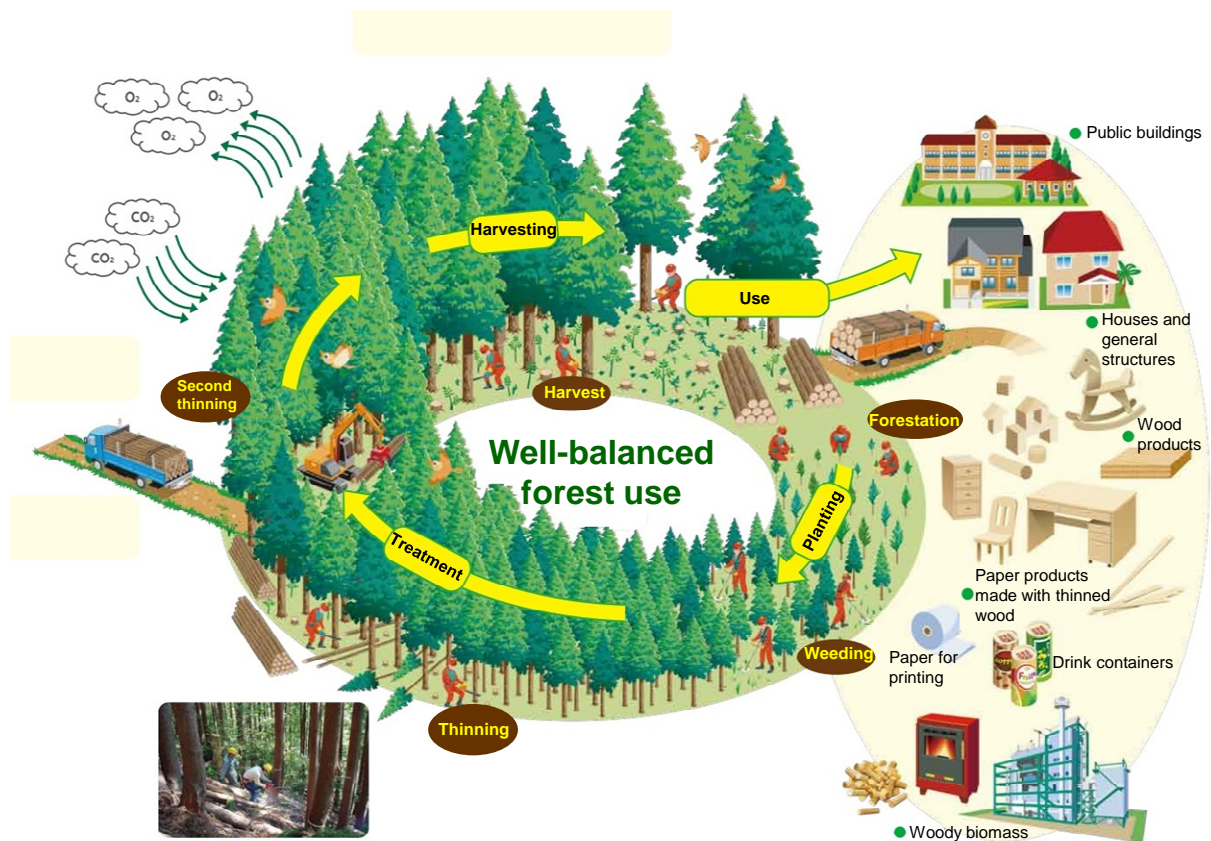 O₂
O₂
O₂
CO₂
CO₂
Public buildings
Harvesting
Use
Houses and
general
structures
Second
thinning
Harvest
Forestation
Wood
products
Well-balanced
forest use
Planting
Treatment
Paper products
made with thinned
wood
Weeding
Paper for
printing
Drink containers
Thinning
Woody biomass